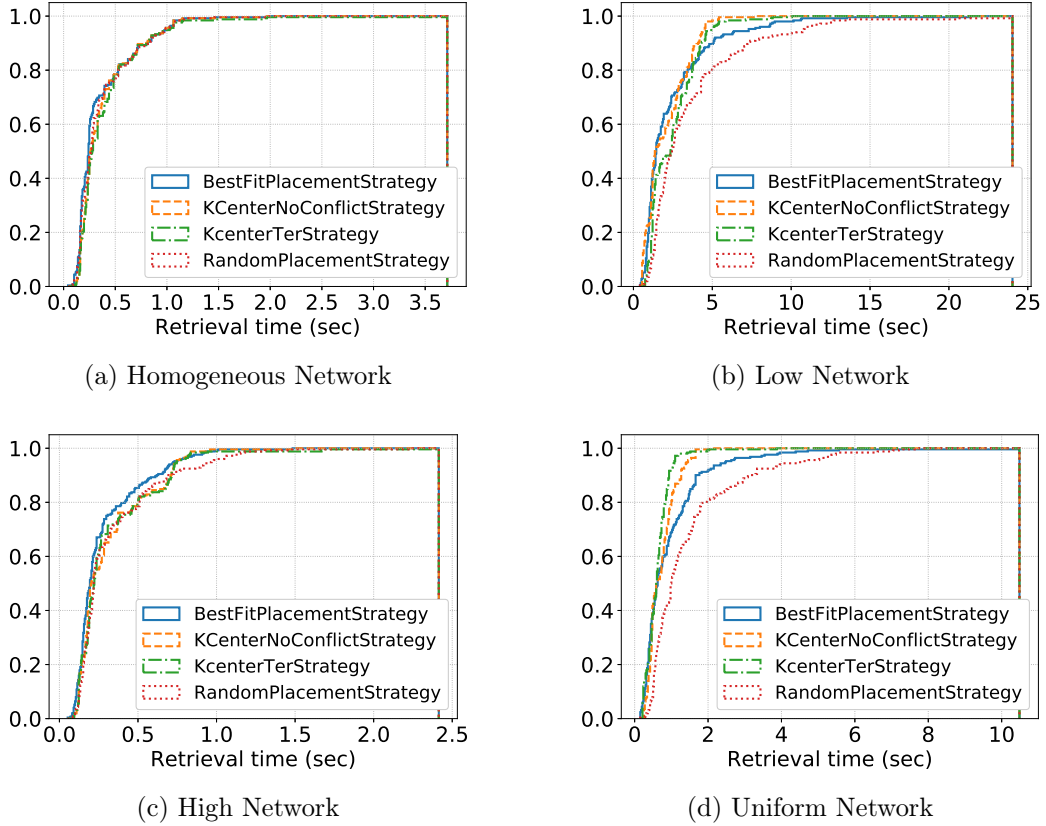 1.0
0.8
0.6
0.4
0.2
0.0
BestFitPlacementStrategy
KCenterNoConflictStrategy
KcenterTerStrategy
RandomPlacementStrategy
0.0 0.5 1.0 1.5 2.0 2.5 3.0 3.5
Retrieval time (sec)
(a) Homogeneous Network
1.0
0.8
0.6
0.4
0.2
0.0
BestFitPlacementStrategy
KCenterNoConflictStrategy
KcenterTerStrategy
RandomPlacementStrategy
0 5 10 15 20 25
Retrieval time (sec)
(b) Low Network
1.0
0.8
0.6
0.4
0.2
0.0
BestFitPlacementStrategy
KCenterNoConflictStrategy
KcenterTerStrategy
RandomPlacementStrategy
0.0 0.5 1.0 1.5 2.0 2.5
Retrieval time (sec)
(c) High Network
1.0
0.8
0.6
0.4
0.2
0.0
BestFitPlacementStrategy
KCenterNoConflictStrategy
KcenterTerStrategy
RandomPlacementStrategy
0 2 4 6 8 10
Retrieval time (sec)
(d) Uniform Network